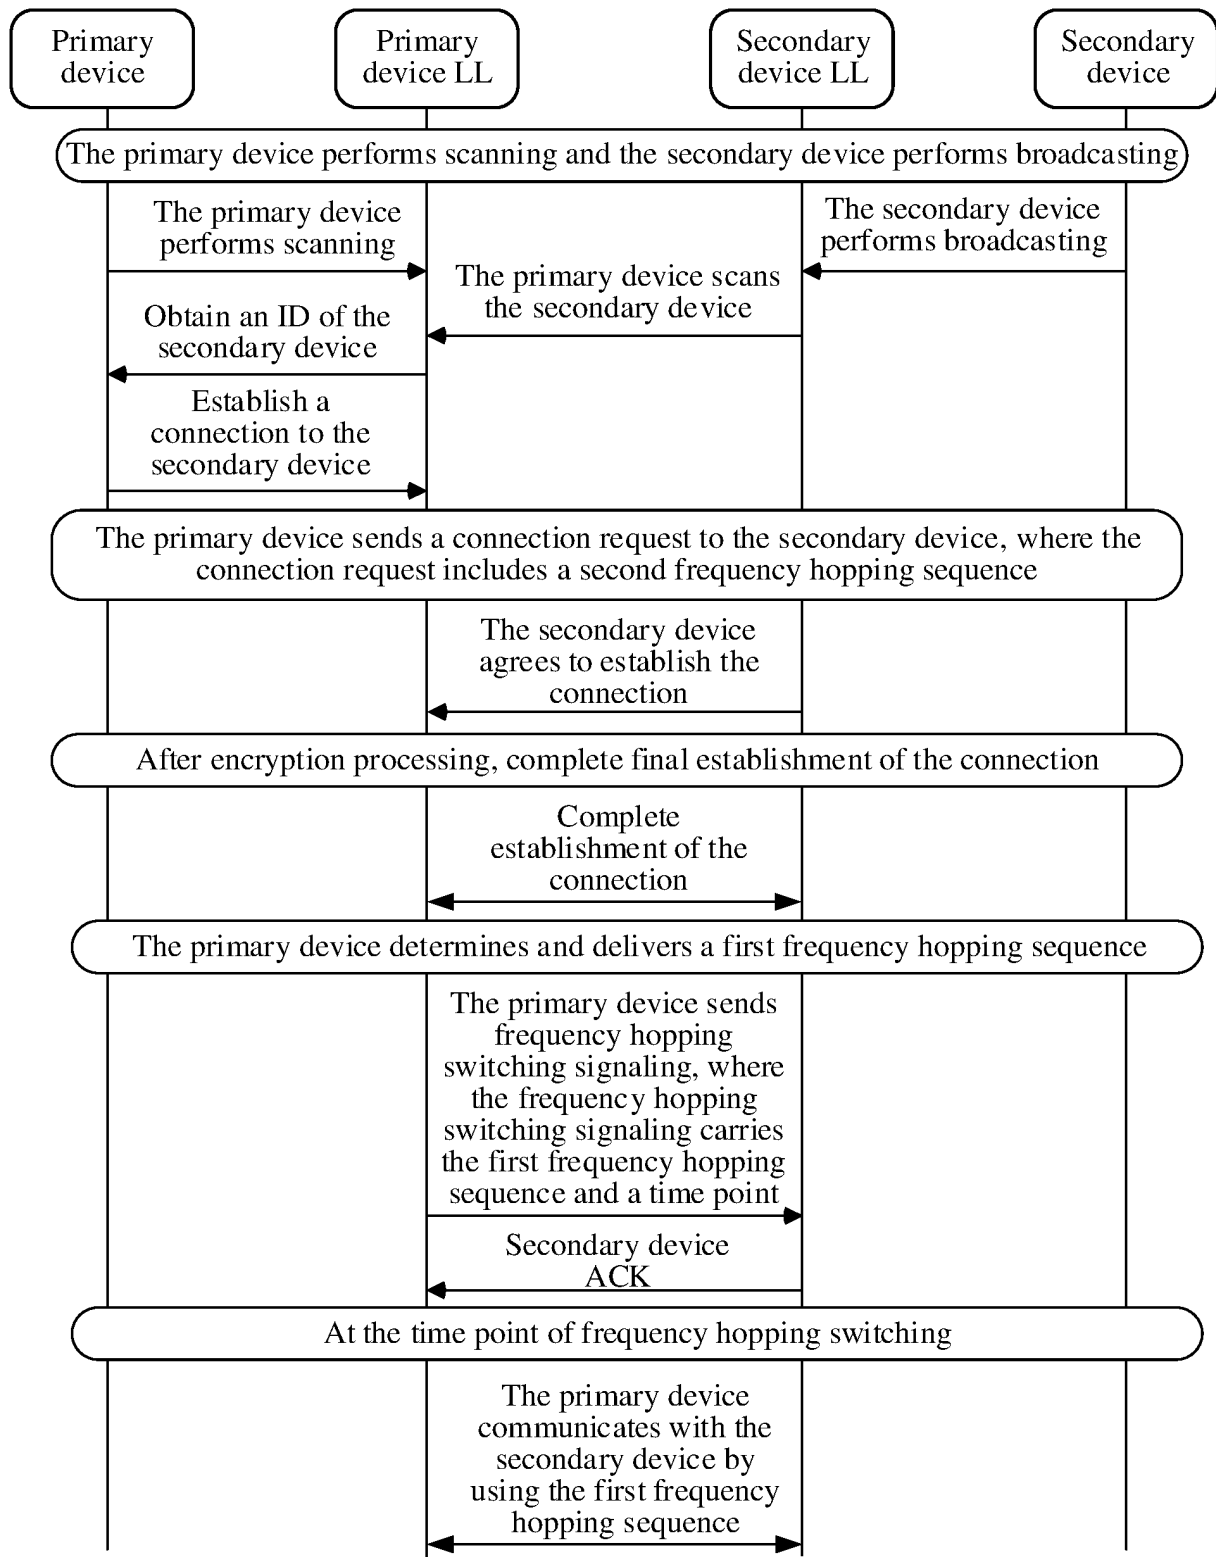 Primary
device
Primary
device LL
Secondary
device LL
Secondary
device
The primary device performs scanning and the secondary device performs broadcasting
The primary device
performs scanning
The secondary device
performs broadcasting
The primary device scans
the secondary device
Obtain an ID of the
secondary device
Establish a
connection to the
secondary device
The primary device sends a connection request to the secondary device, where the
connection request includes a second frequency hopping sequence
The secondary device
agrees to establish the
connection
After encryption processing, complete final establishment of the connection
Complete
establishment of the
connection
The primary device determines and delivers a first frequency hopping sequence
The primary device sends
frequency hopping
switching signaling, where
the frequency hopping
switching signaling carries
the first frequency hopping
sequence and a time point
Secondary device
ACK
At the time point of frequency hopping switching
The primary device
communicates with the
secondary device by
using the first frequency
hopping sequence